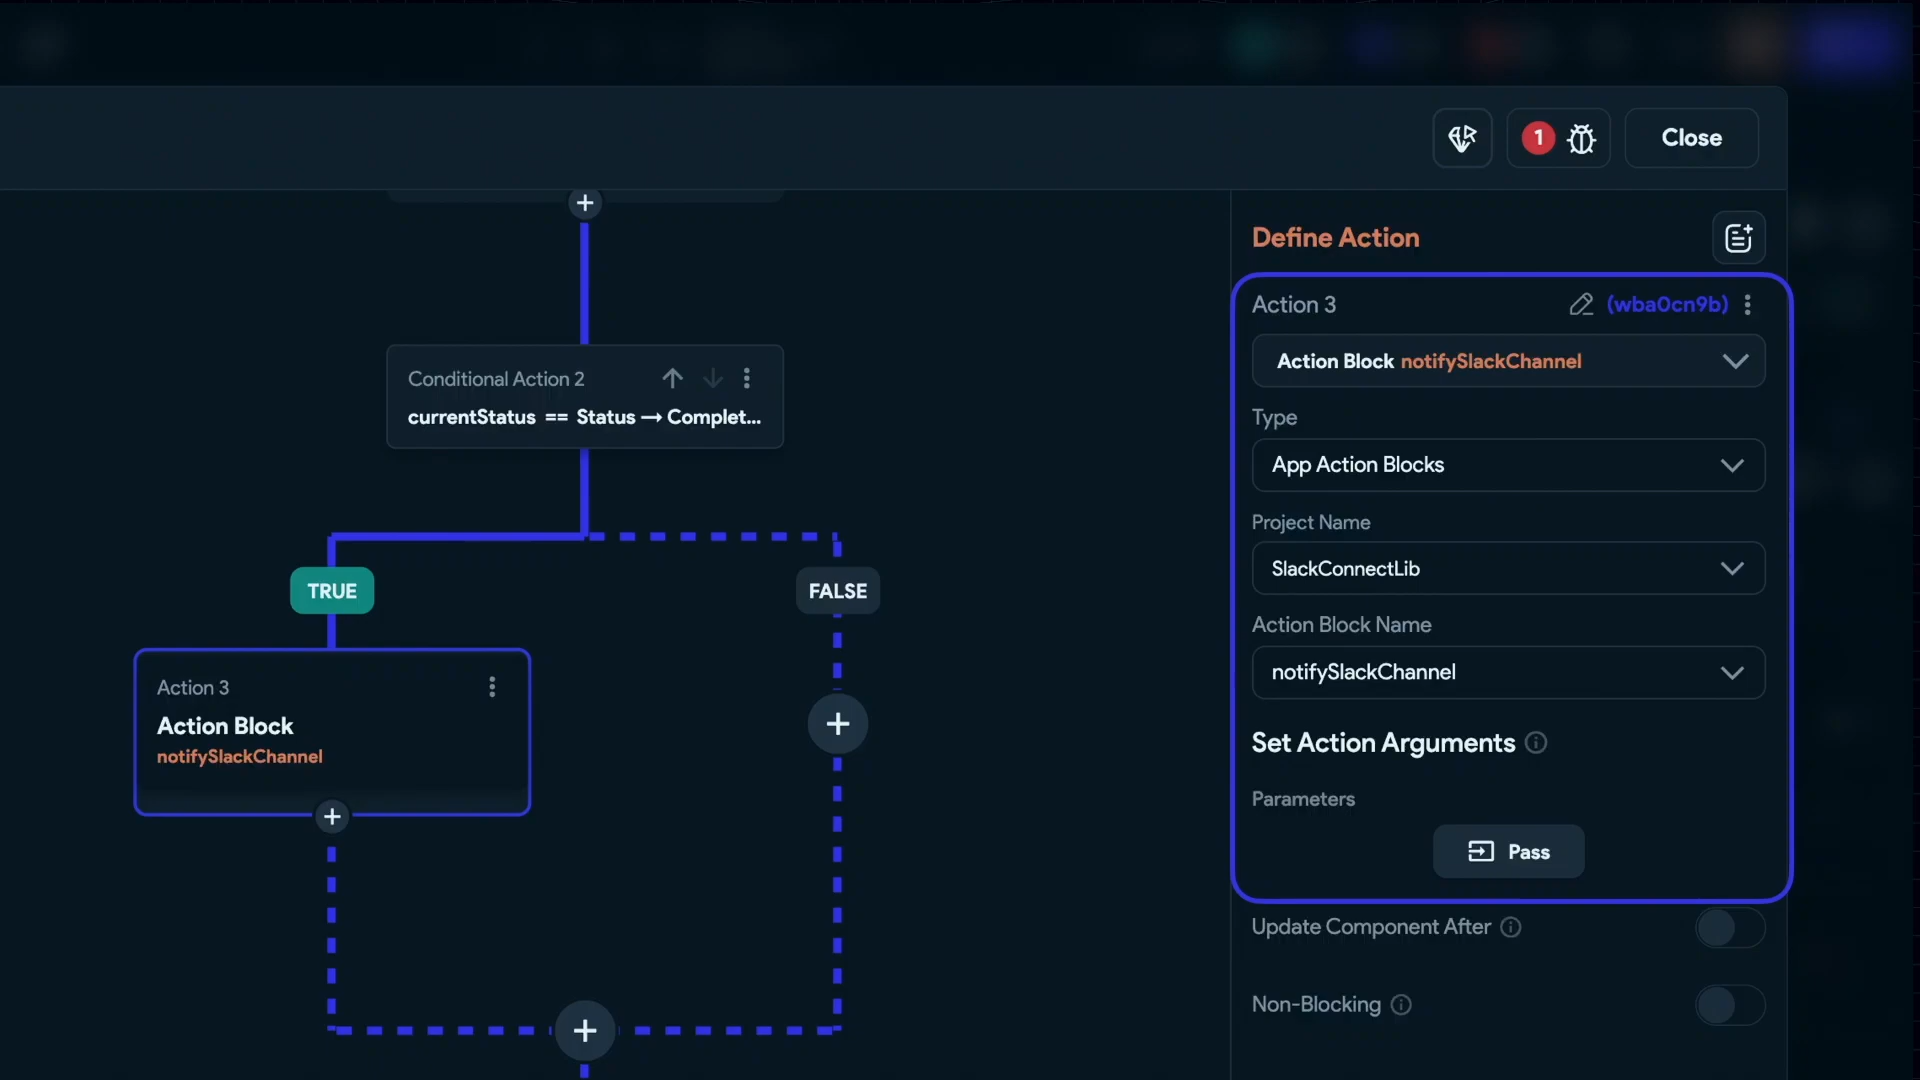 1
Close
Define Action
Action 3
(wba0cn9b)
Action Block notifySlackChannel
Type
App Action Blocks
Project Name
SlackConnectLib
Action Block Name
notifySlackChannel
Set Action Arguments
Parameters
Pass
Update Component After
Non-Blocking
Conditional Action 2
currentStatus == Status → Complet...
TRUE
FALSE
Action 3
Action Block
notifySlackChannel